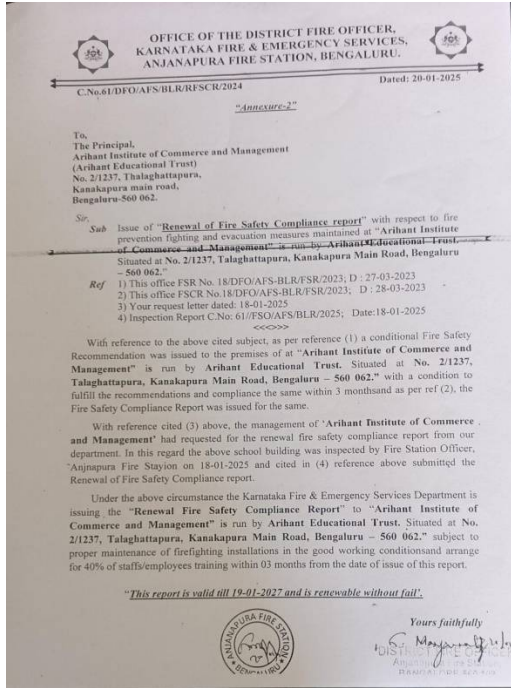 OFFICE OF THE DISTRICT FIRE OFFICER,
KARNATAKA FIRE & EMERGENCY SERVICES,
ANJANAPURA FIRE STATION, BENGALURU.
C.No.61/DFO/AFS/BLR/RFSCR/2024
Dated: 20-01-2025
"Annexure-2"
To,
The Principal,
Arihant Institute of Commerce and Management
(Arihant Educational Trust)
No. 2/1237, Thalaghattapura,
Kanakapura main road,
Bengaluru-560 062.
Sir,
Sub Issue of "Renewal of Fire Safety Compliance report" with respect to fire
prevention fighting and evacuation measures maintained at "Arihant Institute
of Commerce and Management" is run by Arihant Educational Trust.
Situated at No. 2/1237, Talaghattapura, Kanakapura Main Road, Bengaluru
– 560 062."
Ref 1) This office FSR No. 18/DFO/AFS-BLR/FSR/2023; D : 27-03-2023
2) This office FSCR No.18/DFO/AFS-BLR/FSR/2023; D : 28-03-2023
3) Your request letter dated: 18-01-2025
4) Inspection Report C.No: 61//FSO/AFS/BLR/2025; Date:18-01-2025
<<<>>>
With reference to the above cited subject, as per reference (1) a conditional Fire Safety
Recommendation was issued to the premises of at "Arihant Institute of Commerce and
Management" is run by Arihant Educational Trust. Situated at No. 2/1237,
Talaghattapura, Kanakapura Main Road, Bengaluru – 560 062." with a condition to
fulfill the recommendations and compliance the same within 3 monthsand as per ref (2), the
Fire Safety Compliance Report was issued for the same.
With reference cited (3) above, the management of 'Arihant Institute of Commerce
and Management' had requested for the renewal fire safety compliance report from our
department. In this regard the above school building was inspected by Fire Station Officer,
Anjnapura Fire Stayion on 18-01-2025 and cited in (4) reference above submitted the
Renewal of Fire Safety Compliance report.
Under the above circumstance the Karnataka Fire & Emergency Services Department is
issuing the "Renewal Fire Safety Compliance Report" to "Arihant Institute of
Commerce and Management" is run by Arihant Educational Trust. Situated at No.
2/1237, Talaghattapura, Kanakapura Main Road, Bengaluru – 560 062." subject to
proper maintenance of firefighting installations in the good working conditionsand arrange
for 40% of staffs/employees training within 03 months from the date of issue of this report.
"This report is valid till 19-01-2027 and is renewable without fail'.
Yours faithfully
ANJANAPURA FIRE STATION
BENGALURU
DISTRICT FIRE OFFICER
Anjanapura Fire Station